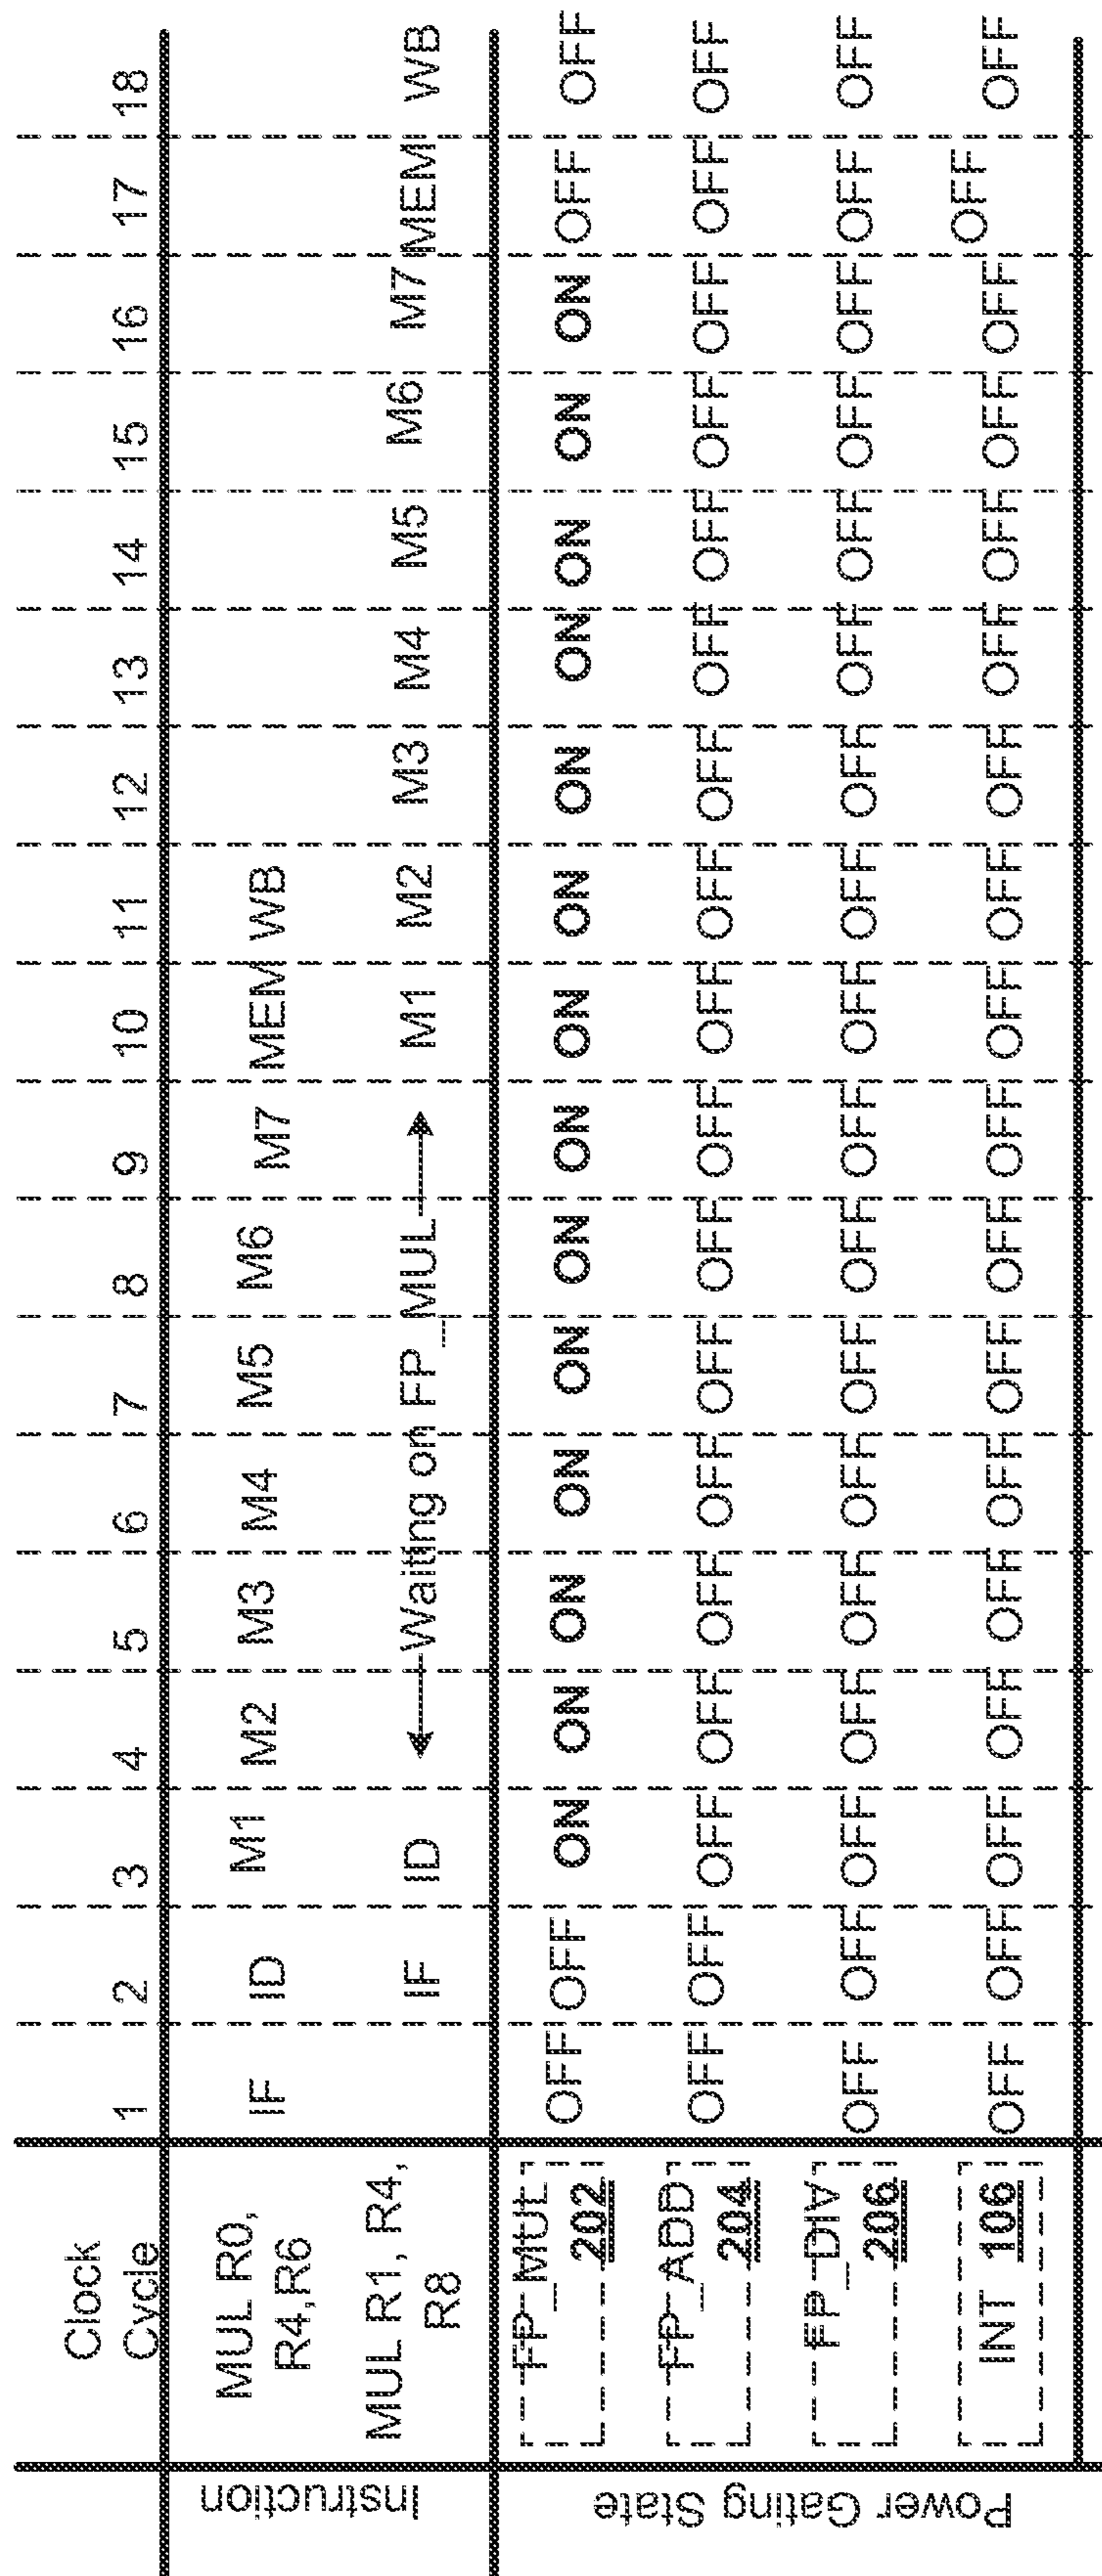 Clock Cycle 1 2 3 4 5 6 7 8 9 10 11 12 13 14 15 16 17 18
Instruction
MUL R0, R4,R6 IF ID M1 M2 M3 M4 M5 M6 M7 MEM WB
MUL R1, R4, R8 IF ID Waiting on FP_MUL M1 M2 M3 M4 M5 M6 M7 MEM WB
Power Gating State
FP_MUL 202 OFF OFF ON ON ON ON ON ON ON ON ON ON ON ON ON ON OFF OFF
FP_ADD 204 OFF OFF OFF OFF OFF OFF OFF OFF OFF OFF OFF OFF OFF OFF OFF OFF OFF OFF
FP_DIV 206 OFF OFF OFF OFF OFF OFF OFF OFF OFF OFF OFF OFF OFF OFF OFF OFF OFF OFF
INT 106 OFF OFF OFF OFF OFF OFF OFF OFF OFF OFF OFF OFF OFF OFF OFF OFF OFF OFF